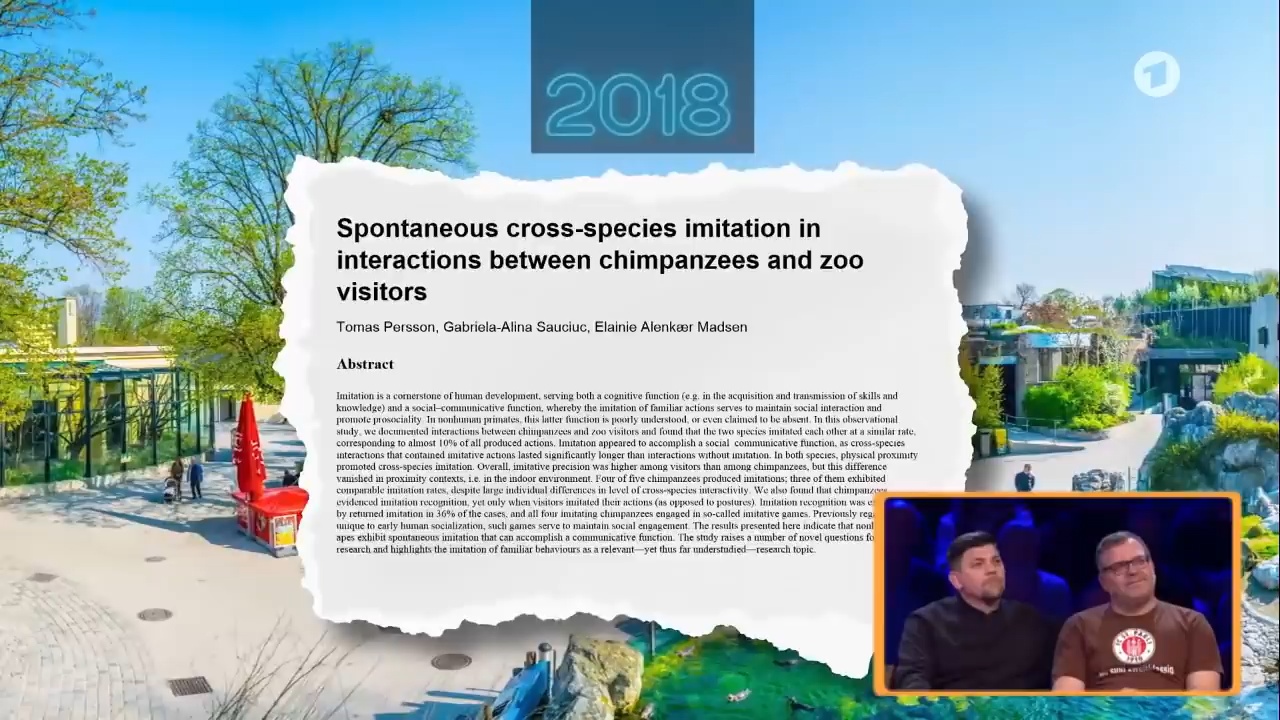 2018
1
Spontaneous cross-species imitation in
interactions between chimpanzees and zoo
visitors
Tomas Persson, Gabriela-Alina Sauciuc, Elainie Alenkær Madsen
Abstract
Imitation is a cornerstone of human development, serving both a cognitive function (e.g. in the acquisition and transmission of skills and
knowledge) and a social–communicative function, whereby the imitation of familiar actions serves to maintain social interaction and
promote prosociality. In nonhuman primates, this latter function is poorly understood, or even claimed to be absent. In this observational
study, we documented interactions between chimpanzees and zoo visitors and found that the two species imitated each other at a similar rate,
corresponding to almost 10% of all produced actions. Imitation appeared to accomplish a social communicative function, as cross-species
interactions that contained imitative actions lasted significantly longer than interactions without imitation. In both species, physical proximity
promoted cross-species imitation. Overall, imitative precision was higher among visitors than among chimpanzees, but this difference
vanished in proximity contexts, i.e. in the indoor environment. Four of five chimpanzees produced imitations; three of them exhibited
comparable imitation rates, despite large individual differences in level of cross-species interactivity. We also found that chimpanzees
evidenced imitation recognition, yet only when visitors imitated their actions (as opposed to postures). Imitation recognition was
by returned imitation in 36% of the cases, and all four imitating chimpanzees engaged in so-called imitative games. Previously
unique to early human socialization, such games serve to maintain social engagement. The results presented here indicate that
apes exhibit spontaneous imitation that can accomplish a communicative function. The study raises a number of novel questions
research and highlights the imitation of familiar behaviours as a relevant—yet thus far understudied—research topic.
FC ST. PAULI
1910